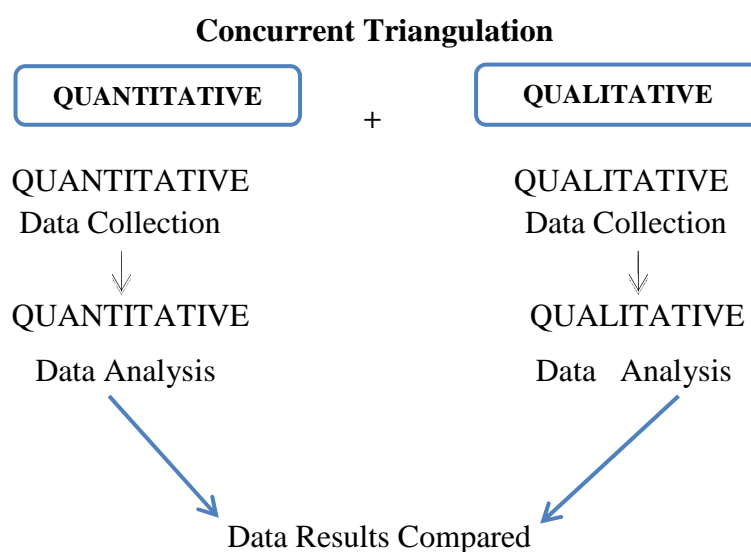 Concurrent Triangulation
QUANTITATIVE
+
QUALITATIVE
QUANTITATIVE
Data Collection
QUALITATIVE
Data Collection
QUANTITATIVE
Data Analysis
QUALITATIVE
Data Analysis
Data Results Compared